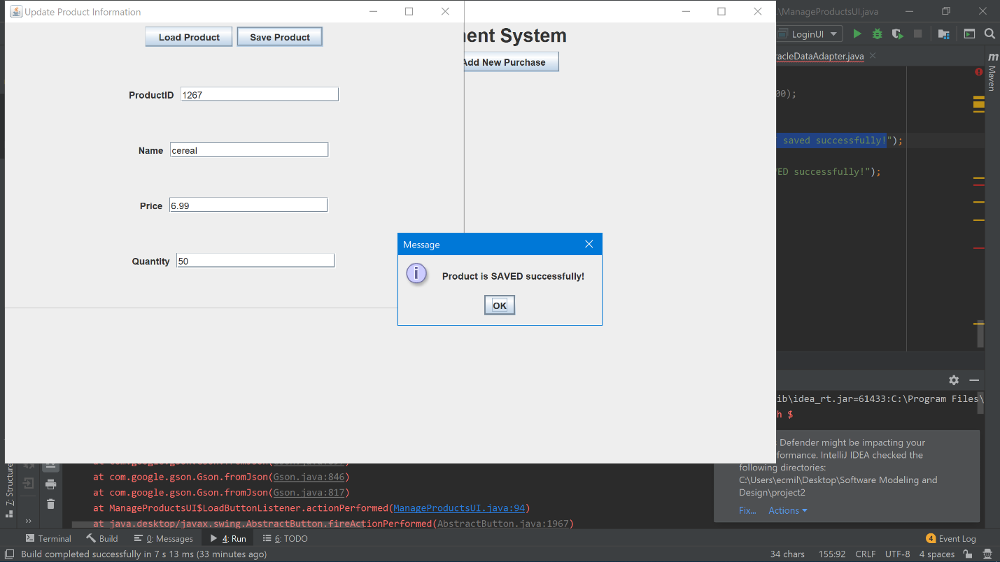 Update Product Information
Load Product
Save Product
ProductID
1267
Name
cereal
Price
6.99
Quantity
50
ent System
Add New Purchase
Message
Product is SAVED successfully!
OK
\ManageProductsUI.java
LoginUI
acleDataAdapter.java
00);
saved successfully!");
ED successfully!");
Maven
ib\idea_rt.jar=61433:C:\Program Files\
h $
Defender might be impacting your
formance. IntelliJ IDEA checked the
following directories:
C:\Users\ecmil\Desktop\Software Modeling and
Design\project2
Fix... Actions
at com.google.gson.Gson.fromJson(Gson.java:846)
at com.google.gson.Gson.fromJson(Gson.java:817)
at ManageProductsUI$LoadButtonListener.actionPerformed(ManageProductsUI.java:94)
at java.desktop/javax.swing.AbstractButton.fireActionPerformed(AbstractButton.java:1967)
7: Structure
Terminal Build 0: Messages 4: Run 6: TODO
4 Event Log
Build completed successfully in 7 s 13 ms (33 minutes ago)
34 chars 155:92 CRLF UTF-8 4 spaces